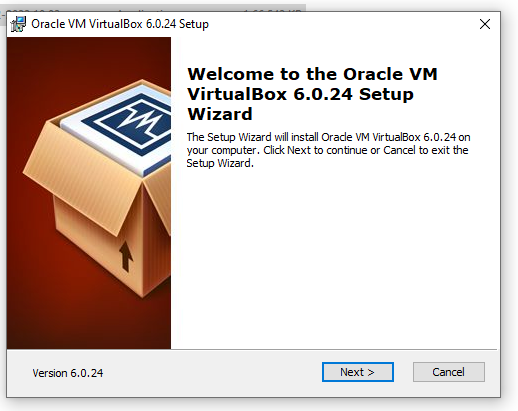 Oracle VM VirtualBox 6.0.24 Setup
Welcome to the Oracle VM
VirtualBox 6.0.24 Setup
Wizard
The Setup Wizard will install Oracle VM VirtualBox 6.0.24 on
your computer. Click Next to continue or Cancel to exit the
Setup Wizard.
Version 6.0.24
Next >
Cancel